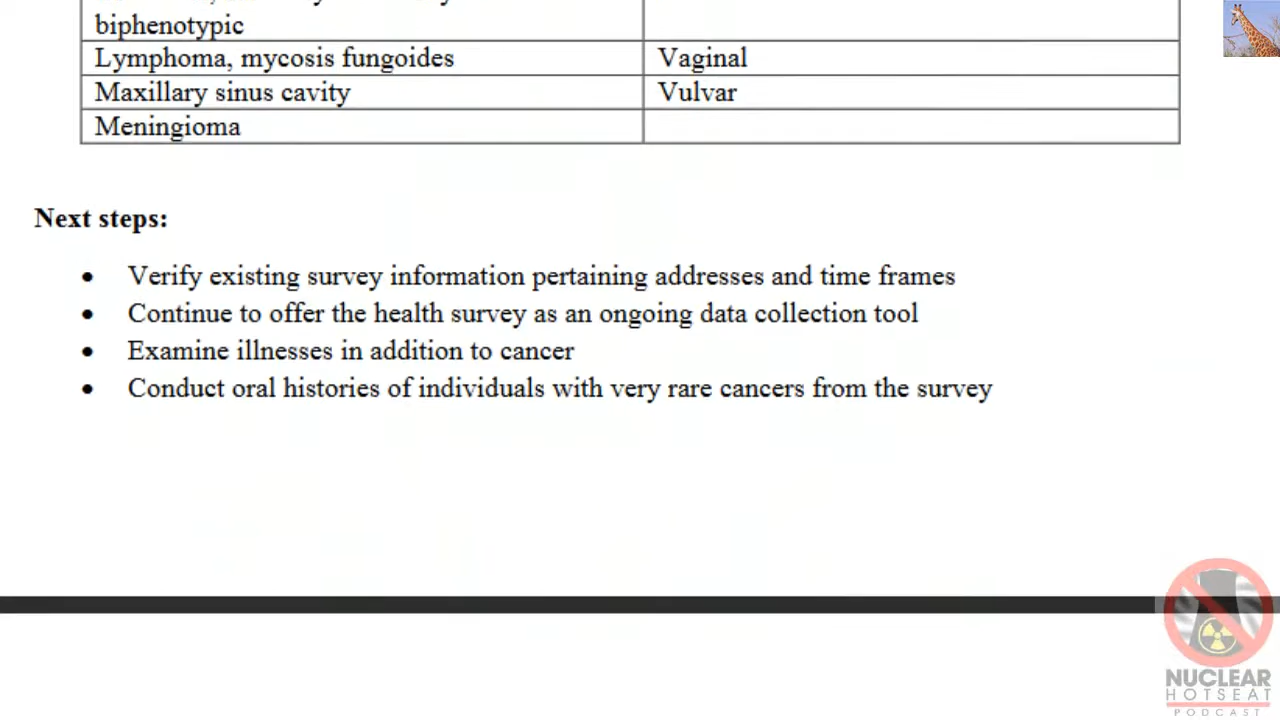 biphenotypic
Lymphoma, mycosis fungoides Vaginal
Maxillary sinus cavity Vulvar
Meningioma
Next steps:
• Verify existing survey information pertaining addresses and time frames
• Continue to offer the health survey as an ongoing data collection tool
• Examine illnesses in addition to cancer
• Conduct oral histories of individuals with very rare cancers from the survey
NUCLEAR
HOTSEAT
PODCAST